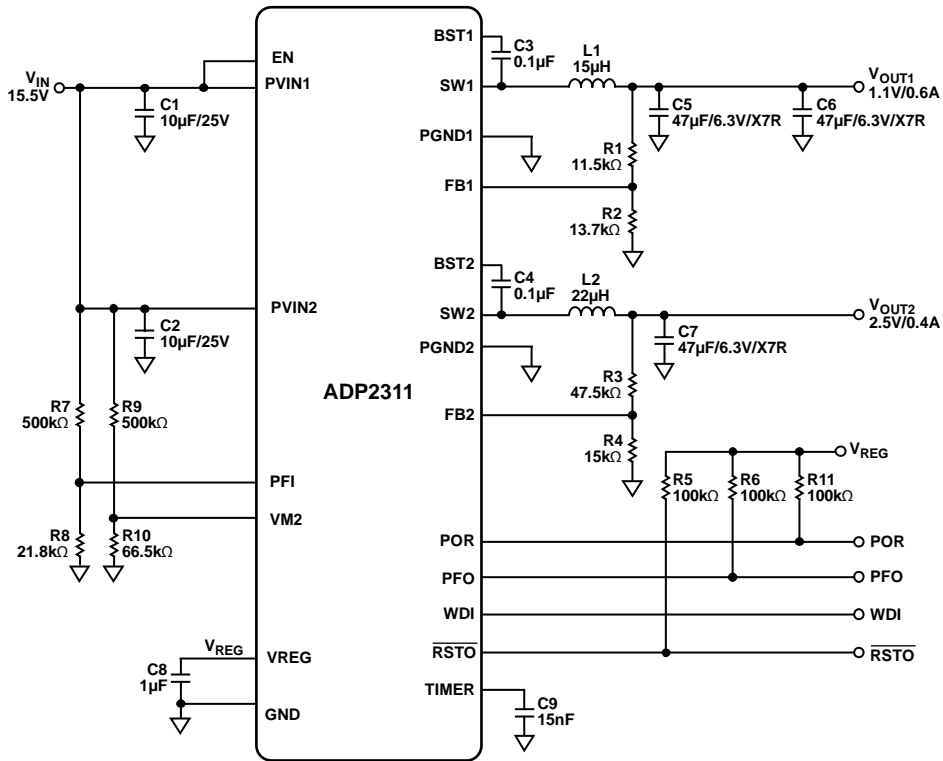 BST1
C3
0.1µF
L1
15µH
EN
VIN
15.5V
PVIN1
SW1
VOUT1
1.1V/0.6A
C1
10µF/25V
C5
47µF/6.3V/X7R
C6
47µF/6.3V/X7R
PGND1
R1
11.5kΩ
FB1
R2
13.7kΩ
BST2
C4
0.1µF
L2
22µH
PVIN2
SW2
VOUT2
2.5V/0.4A
C2
10µF/25V
C7
47µF/6.3V/X7R
PGND2
ADP2311
R3
47.5kΩ
R7
500kΩ
R9
500kΩ
FB2
R4
15kΩ
VREG
R5
100kΩ
R6
100kΩ
R11
100kΩ
PFI
VM2
R8
21.8kΩ
R10
66.5kΩ
POR
POR
PFO
PFO
WDI
WDI
VREG
VREG
RSTO
RSTO
C8
1µF
TIMER
GND
C9
15nF